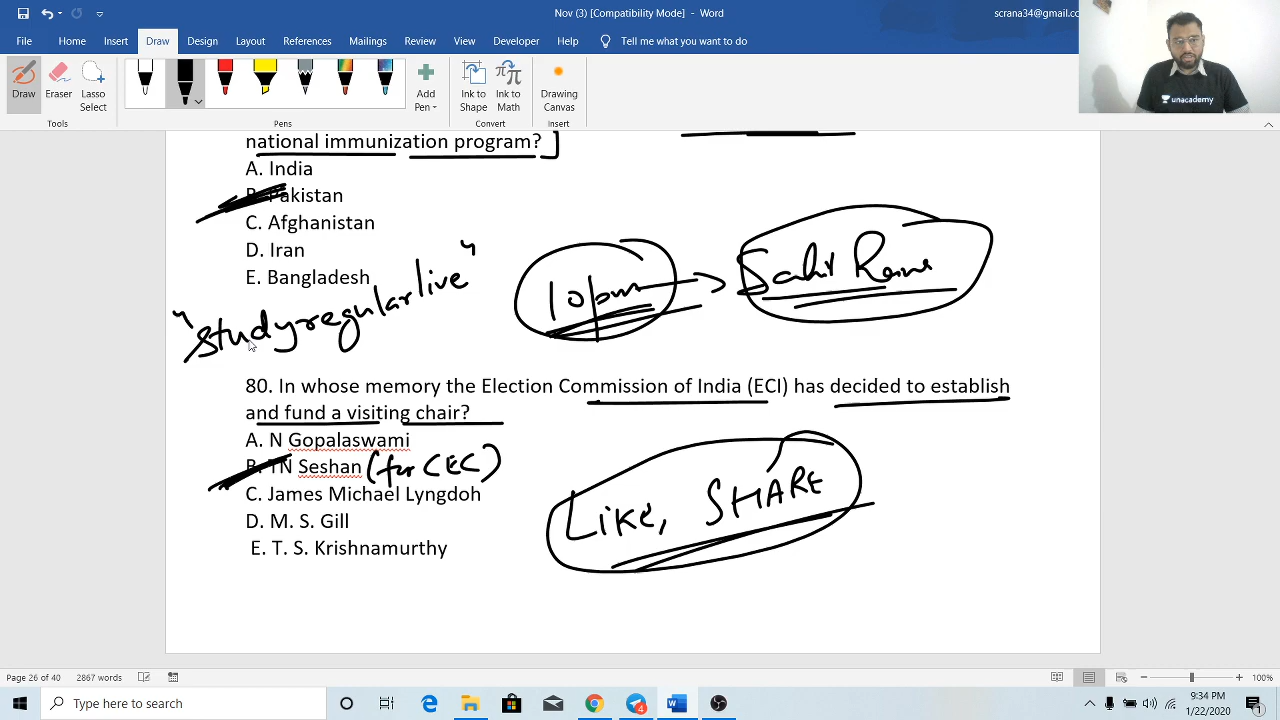 Nov (3) [Compatibility Mode] - Word
scrana34@gmail.co
File Home Insert Draw Design Layout References Mailings Review View Developer Help Tell me what you want to do
Draw Eraser Lasso Select Add Pen Ink to Shape Ink to Math Drawing Canvas
Tools Pens Convert Insert
unacademy
national immunization program?
A. India
B. Pakistan
C. Afghanistan
D. Iran
E. Bangladesh
"studyregularlive"
10pm
80. In whose memory the Election Commission of India (ECI) has decided to establish
and fund a visiting chair?
A. N Gopalaswami
B. TN Seshan (for CEC)
C. James Michael Lyngdoh
D. M. S. Gill
E. T. S. Krishnamurthy
LiKe, SHARE
Page 26 of 40 2867 words 100%
Type here to search
4
9:34 PM
1/22/2020
1